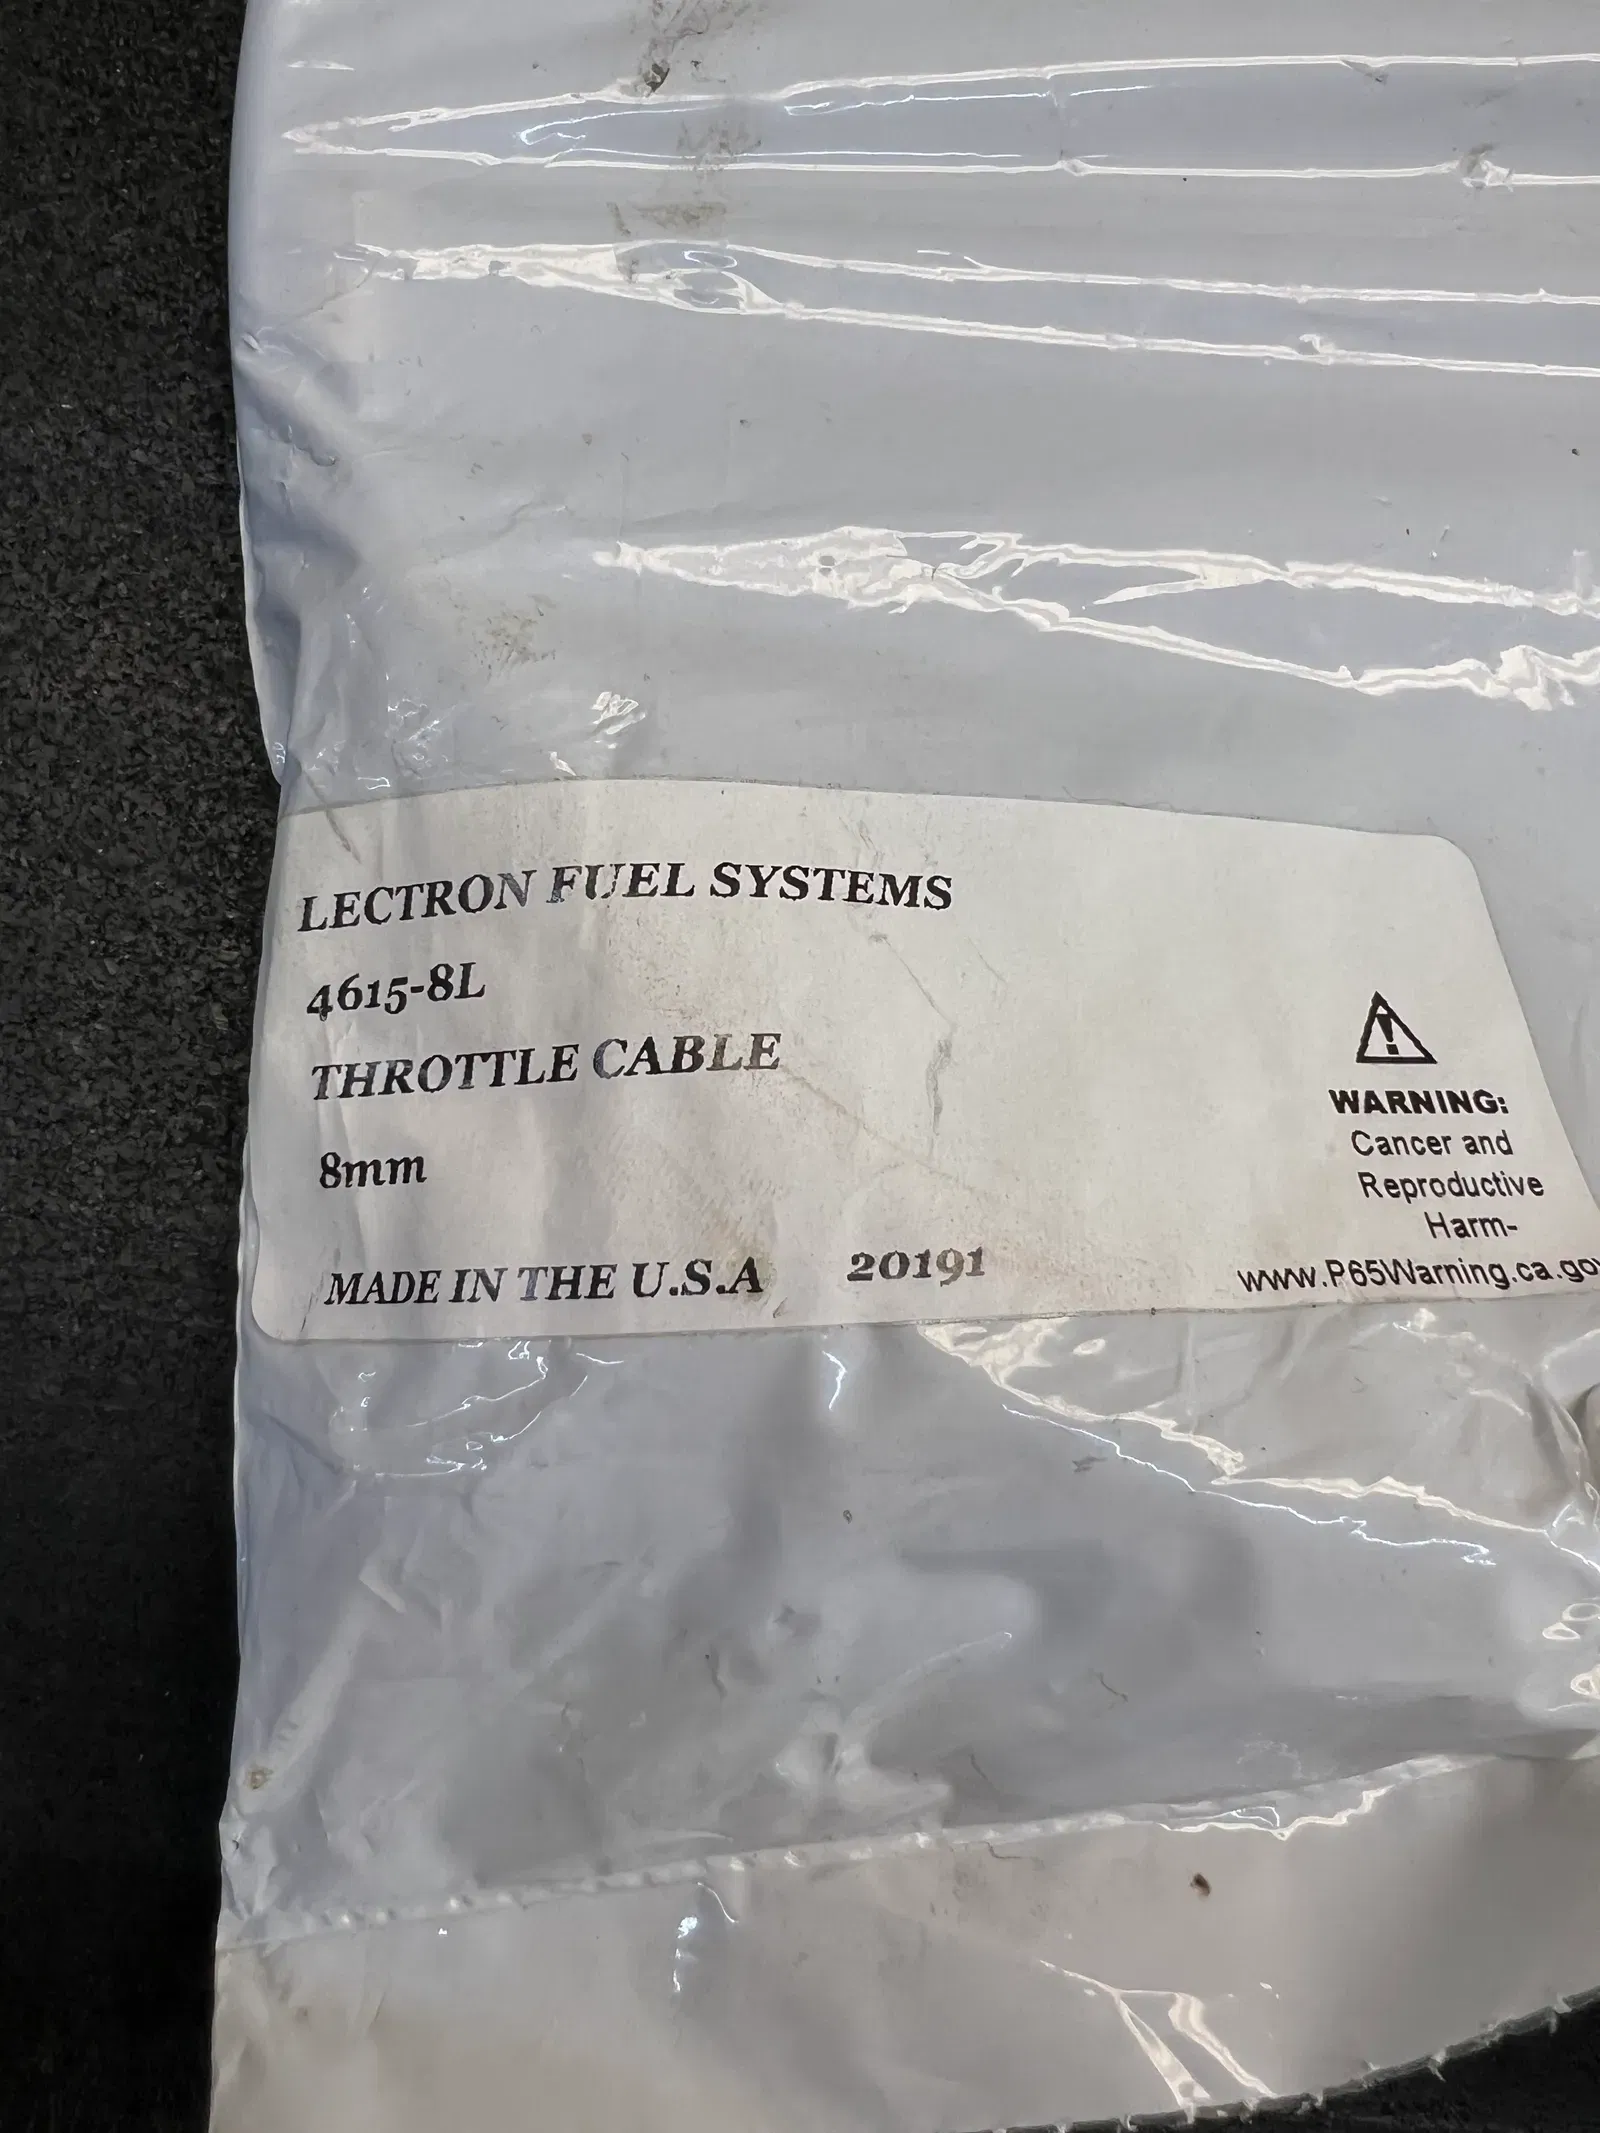 LECTRON FUEL SYSTEMS
4615-8L
THROTTLE CABLE
8mm
MADE IN THE U.S.A 20191
WARNING:
Cancer and
Reproductive
Harm-
www.P65Warning.ca.gov